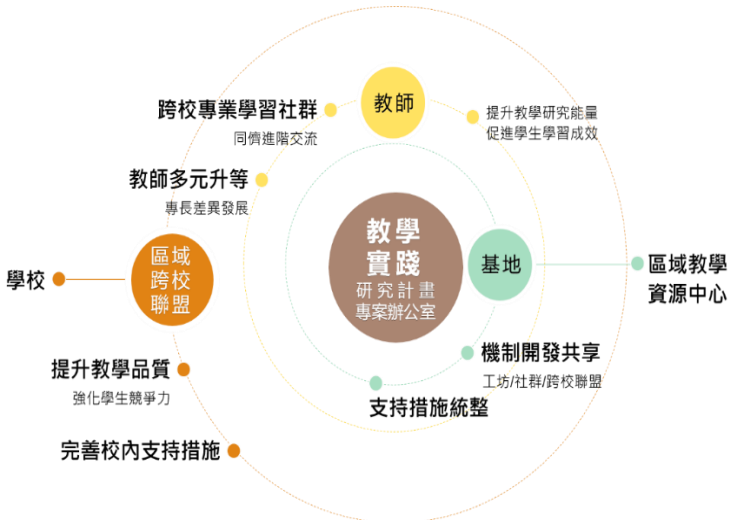 教師
跨校專業學習社群
同儕進階交流
提升教學研究能量
促進學生學習成效
教師多元升等
專長差異發展
教學
實踐
研究計畫
專案辦公室
基地
區域教學
資源中心
區域
跨校
聯盟
學校
機制開發共享
工坊/社群/跨校聯盟
支持措施統整
提升教學品質
強化學生競爭力
完善校內支持措施